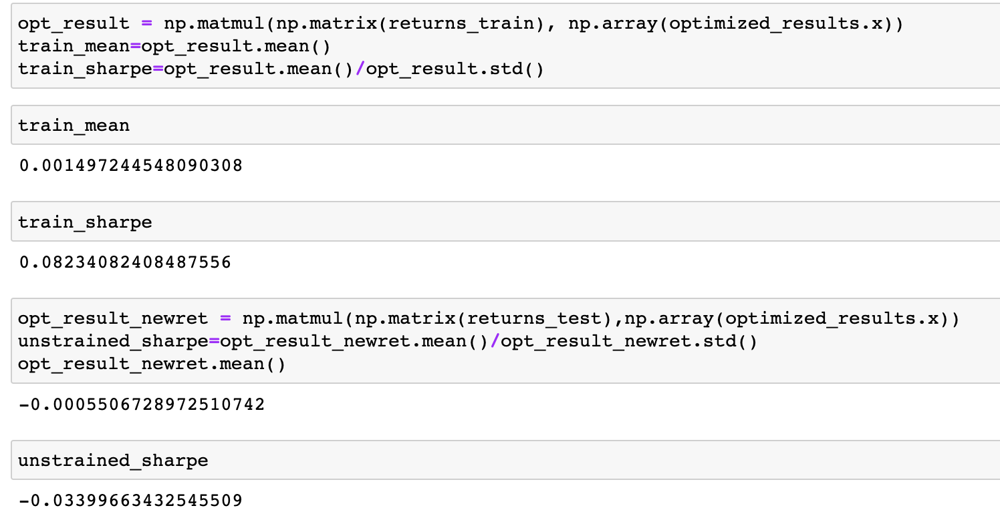 opt_result = np.matmul(np.matrix(returns_train), np.array(optimized_results.x))
train_mean=opt_result.mean()
train_sharpe=opt_result.mean()/opt_result.std()
train_mean
0.001497244548090308
train_sharpe
0.08234082408487556
opt_result_newret = np.matmul(np.matrix(returns_test),np.array(optimized_results.x))
unstrained_sharpe=opt_result_newret.mean()/opt_result_newret.std()
opt_result_newret.mean()
-0.0005506728972510742
unstrained_sharpe
-0.03399663432545509